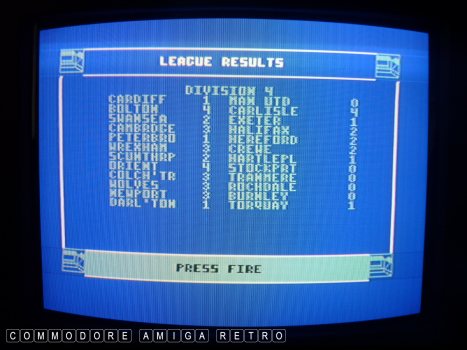 LEAGUE RESULTS
DIVISION 4
CARDIFF 1 MAN UTD 0
BOLTON 4 CARLISLE 4
SWANSEA 2 EXETER 1
CAMBDGE 3 HALIFAX 2
PETERBRO 1 HEREFORD 2
WREXHAM 3 CREWE 2
SCUNTHRP 2 HARTLEPL 1
ORIENT 4 STOCKPRT 0
COLCH'TR 3 TRANMERE 0
WOLVES 3 ROCHDALE 0
NEWPORT 3 BURNLEY 0
DARL'TON 1 TORQUAY 1
PRESS FIRE
COMMODORE AMIGA RETRO